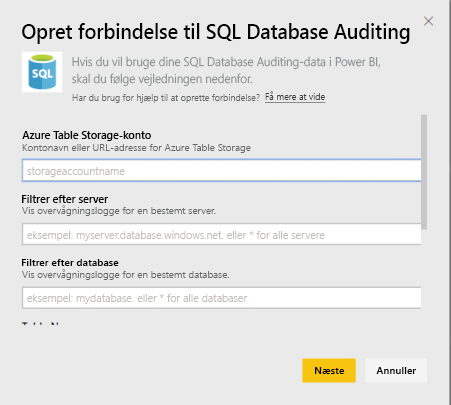 Opret forbindelse til SQL Database Auditing
SQL
Hvis du vil bruge dine SQL Database Auditing-data i Power BI,
skal du følge vejledningen nedenfor.
Har du brug for hjælp til at oprette forbindelse? Få mere at vide
Azure Table Storage-konto
Kontonavn eller URL-adresse for Azure Table Storage
storageaccountname
Filtrer efter server
Vis overvågningslogge for en bestemt server.
eksempel: myserver.database.windows.net. eller * for alle servere
Filtrer efter database
Vis overvågningslogge for en bestemt database.
eksempel: mydatabase. eller * for alle databaser
Næste
Annuller